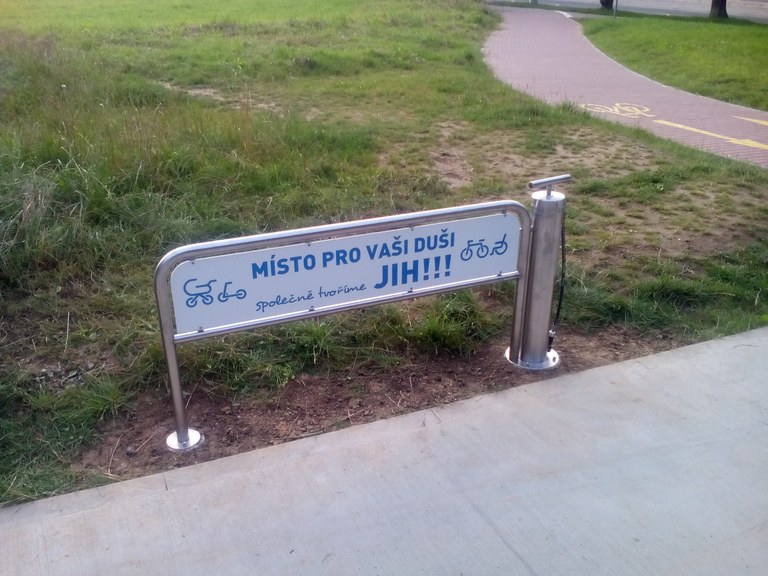 MÍSTO PRO VAŠI DUŠI
společně tvoříme JIH!!!